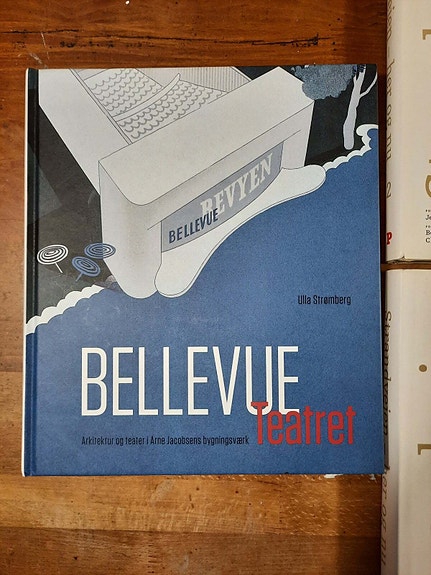 BELLEVUE
REVYEN
Ulla Strømberg
BELLEVUE
Teatret
Arkitektur og teater i Arne Jacobsens bygningsværk